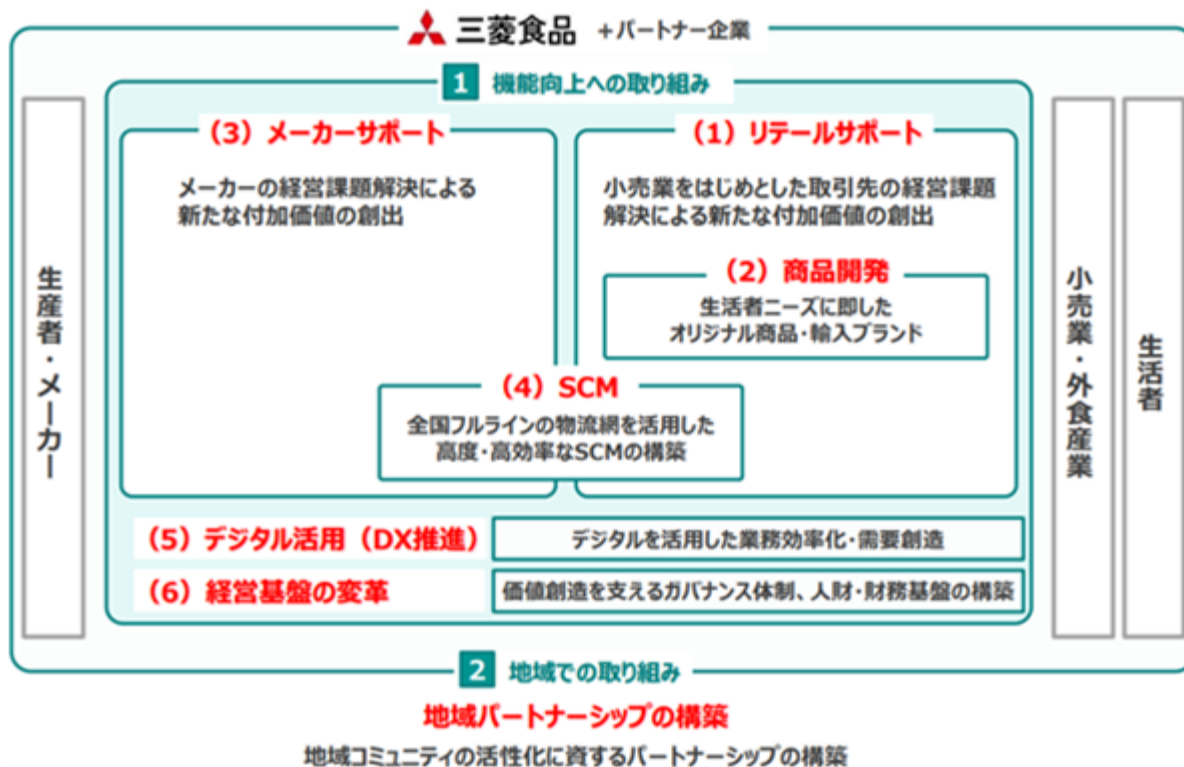 三菱食品 +パートナー企業
1 機能向上への取り組み
(3)メーカーサポート
メーカーの経営課題解決による
新たな付加価値の創出
(1)リテールサポート
小売業をはじめとした取引先の経営課題
解決による新たな付加価値の創出
(2)商品開発
生活者ニーズに即した
オリジナル商品・輸入ブランド
(4)SCM
全国フルラインの物流網を活用した
高度・高効率なSCMの構築
(5)デジタル活用(DX推進)
デジタルを活用した業務効率化・需要創造
(6)経営基盤の変革
価値創造を支えるガバナンス体制、人財・財務基盤の構築
生産者・メーカー
小売業・外食産業
生活者
2 地域での取り組み
地域パートナーシップの構築
地域コミュニティの活性化に資するパートナーシップの構築